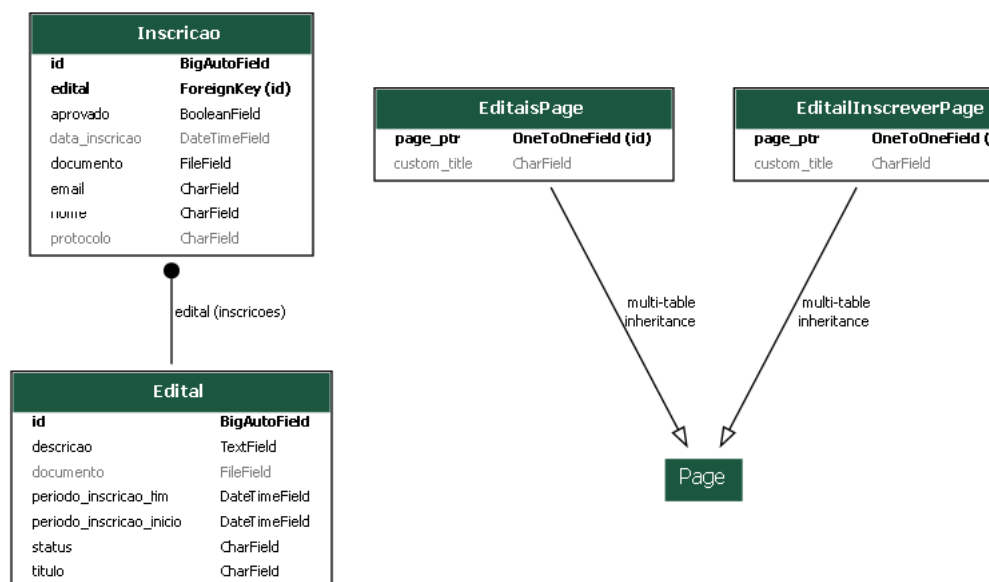 Inscricao
id BigAutoField
edital ForeignKey (id)
aprovado BooleanField
data_inscricao DateTimeField
documento FileField
email CharField
nome CharField
protocolo CharField
edital (inscricoes)
Edital
id BigAutoField
descricao TextField
documento FileField
periodo_inscricao_fim DateTimeField
periodo_inscricao_inicio DateTimeField
status CharField
titulo CharField
EditaisPage
page_ptr OneToOneField (id)
custom_title CharField
EditailInscreverPage
page_ptr OneToOneField (
custom_title CharField
multi-table
inheritance
multi-table
inheritance
Page